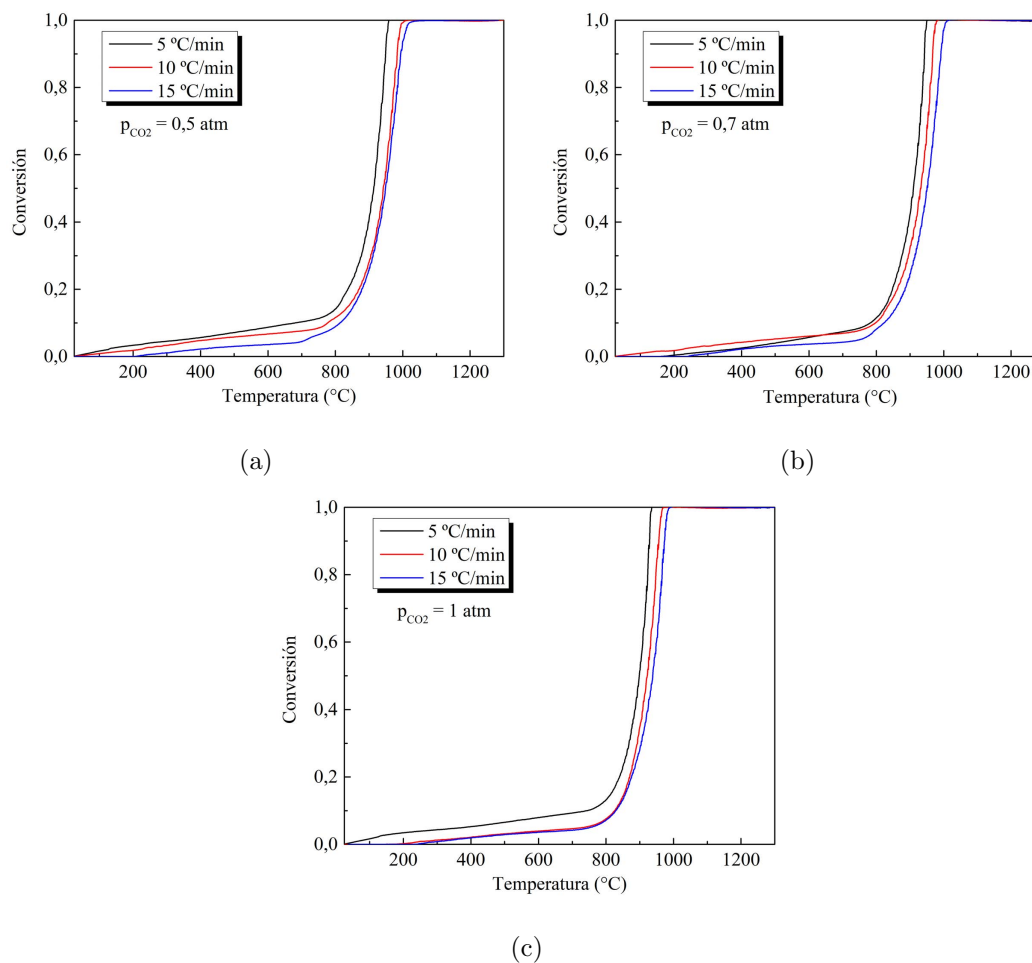 1,0
0,8
0,6
0,4
0,2
0,0
Conversión
5 ºC/min
10 ºC/min
15 ºC/min
p_CO2 = 0,5 atm
200 400 600 800 1000 1200
Temperatura (°C)
(a)
1,0
0,8
0,6
0,4
0,2
0,0
Conversión
5 ºC/min
10 ºC/min
15 ºC/min
p_CO2 = 0,7 atm
200 400 600 800 1000 1200
Temperatura (°C)
(b)
1,0
0,8
0,6
0,4
0,2
0,0
Conversión
5 ºC/min
10 ºC/min
15 ºC/min
p_CO2 = 1 atm
200 400 600 800 1000 1200
Temperatura (°C)
(c)